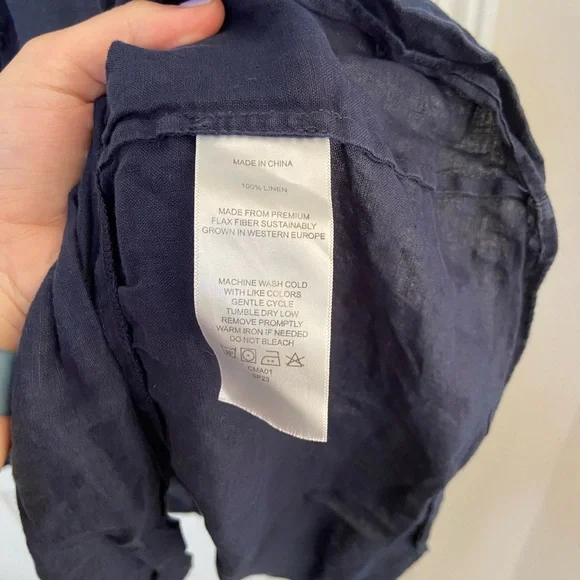 MADE IN CHINA
100% LINEN
MADE FROM PREMIUM
FLAX FIBER SUSTAINABLY
GROWN IN WESTERN EUROPE
MACHINE WASH COLD
WITH LIKE COLORS
GENTLE CYCLE
TUMBLE DRY LOW
REMOVE PROMPTLY
WARM IRON IF NEEDED
DO NOT BLEACH
CMA01
SP23